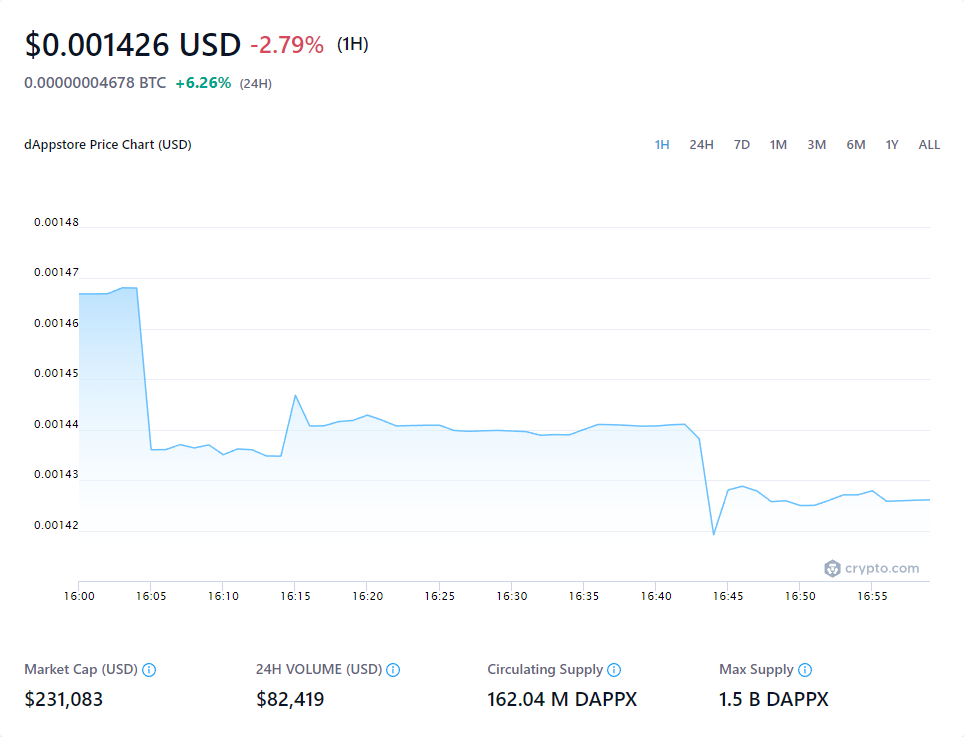 $0.001426 USD -2.79% (1H)
0.00000004678 BTC +6.26% (24H)
dAppstore Price Chart (USD) 1H 24H 7D 1M 3M 6M 1Y ALL
0.00148
0.00147
0.00146
0.00145
0.00144
0.00143
0.00142
crypto.com
16:00 16:05 16:10 16:15 16:20 16:25 16:30 16:35 16:40 16:45 16:50 16:55
Market Cap (USD) 24H VOLUME (USD) Circulating Supply Max Supply
$231,083 $82,419 162.04 M DAPPX 1.5 B DAPPX